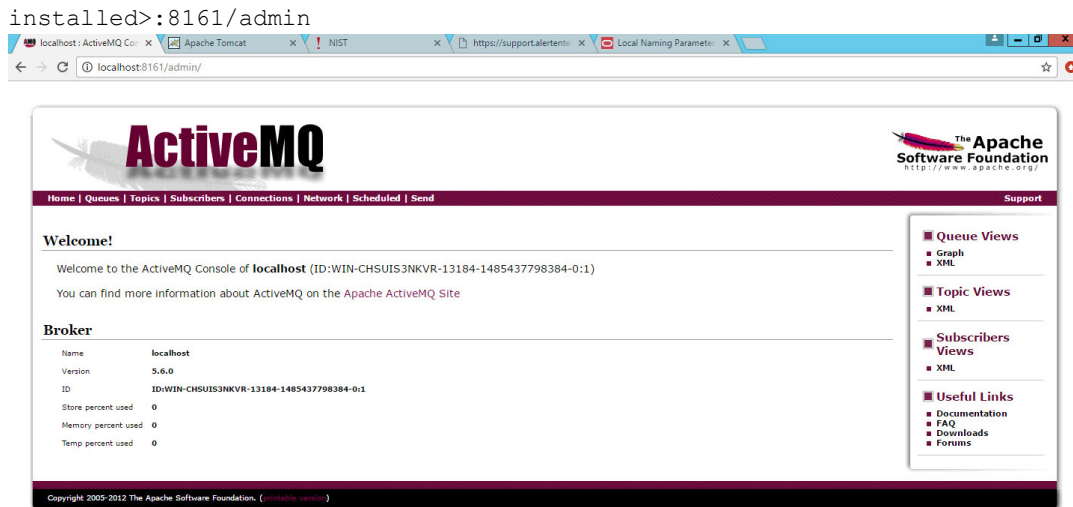 installed>:8161/admin
localhost : ActiveMQ Con
Apache Tomcat
NIST
https://support.alertente
Local Naming Parameter
localhost:8161/admin/
ActiveMQ
The Apache
Software Foundation
http://www.apache.org/
Home | Queues | Topics | Subscribers | Connections | Network | Scheduled | Send
Support
Welcome!
Welcome to the ActiveMQ Console of localhost (ID:WIN-CHSUIS3NKVR-13184-1485437798384-0:1)
You can find more information about ActiveMQ on the Apache ActiveMQ Site
Broker
Name localhost
Version 5.6.0
ID ID:WIN-CHSUIS3NKVR-13184-1485437798384-0:1
Store percent used 0
Memory percent used 0
Temp percent used 0
Queue Views
Graph
XML
Topic Views
XML
Subscribers
Views
XML
Useful Links
Documentation
FAQ
Downloads
Forums
Copyright 2005-2012 The Apache Software Foundation. (printable version)